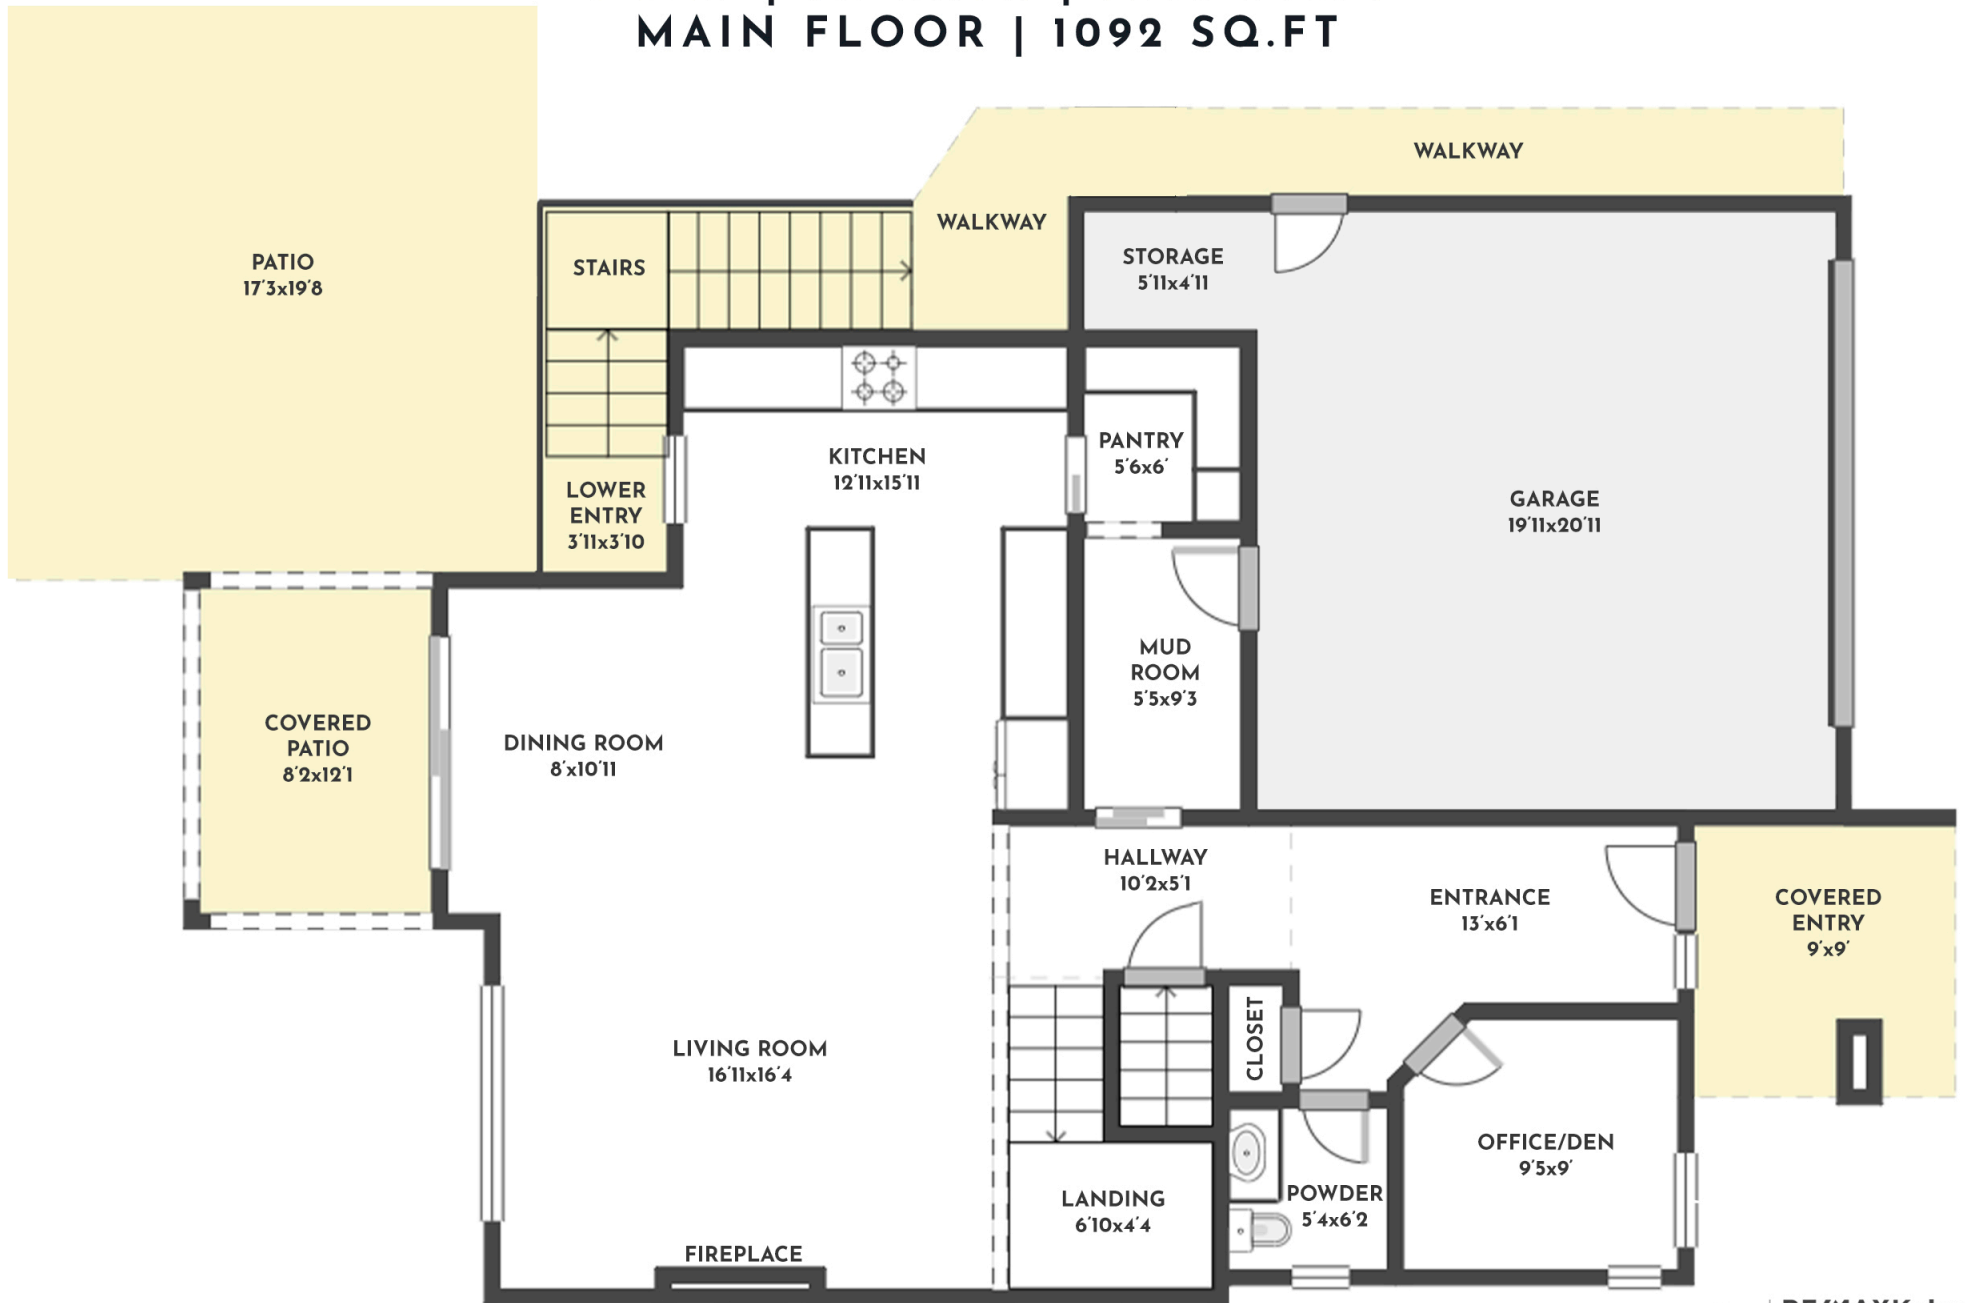 MAIN FLOOR | 1092 SQ.FT
WALKWAY
WALKWAY
PATIO
17'3x19'8
STAIRS
STORAGE
5'11x4'11
KITCHEN
12'11x15'11
PANTRY
5'6x6'
LOWER
ENTRY
3'11x3'10
GARAGE
19'11x20'11
MUD
ROOM
5'5x9'3
COVERED
PATIO
8'2x12'1
DINING ROOM
8'x10'11
HALLWAY
10'2x5'1
ENTRANCE
13'x6'1
COVERED
ENTRY
9'x9'
CLOSET
LIVING ROOM
16'11x16'4
OFFICE/DEN
9'5x9'
LANDING
6'10x4'4
POWDER
5'4x6'2
FIREPLACE